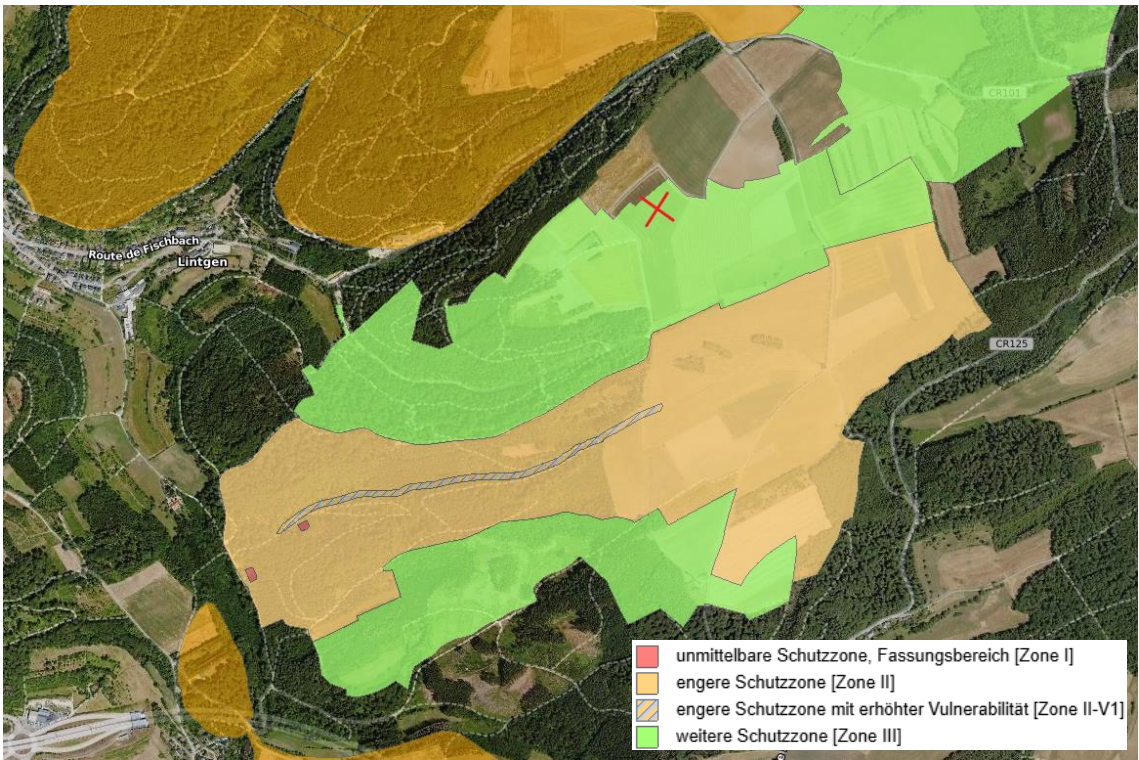 CR101
Route de Fischbach
Lintgen
CR125
unmittelbare Schutzzone, Fassungsbereich [Zone I]
engere Schutzzone [Zone II]
engere Schutzzone mit erhöhter Vulnerabilität [Zone II-V1]
weitere Schutzzone [Zone III]